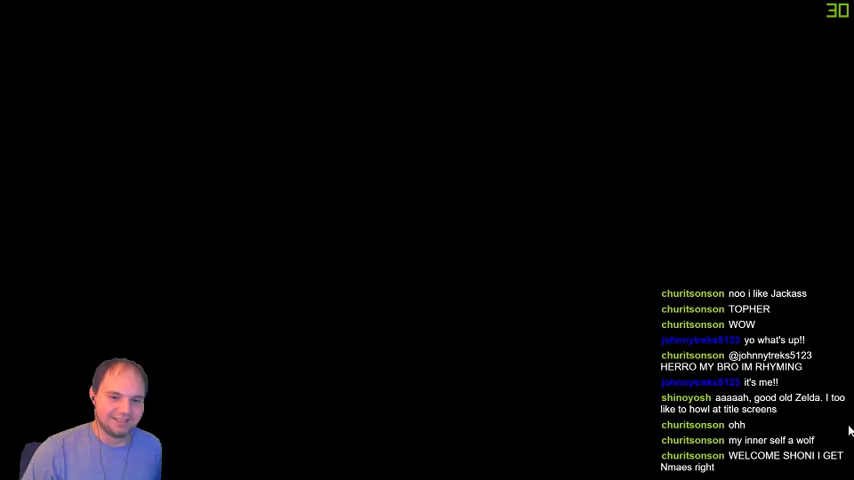 30
churitsonson noo i like Jackass
churitsonson TOPHER
churitsonson WOW
johnnytreks5123 yo what's up!!
churitsonson @johnnytreks5123
HERRO MY BRO IM RHYMING
johnnytreks5123 it's me!!
shinoyosh aaaaah, good old Zelda. I too
like to howl at title screens
churitsonson ohh
churitsonson my inner self a wolf
churitsonson WELCOME SHONI I GET
Nmaes right